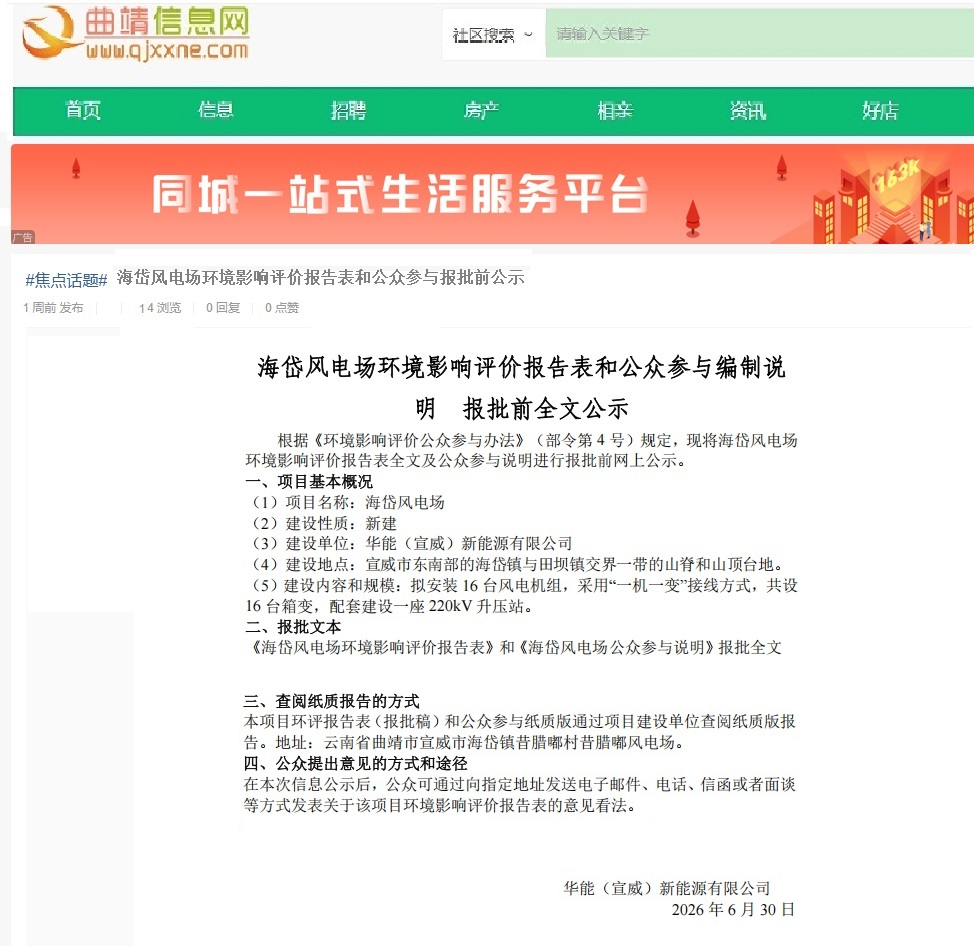 曲靖信息网
www.qjxxne.com
社区搜索
请输入关键字
首页 信息 招聘 房产 相亲 资讯 好店
同城一站式生活服务平台
163K
广告
#焦点话题# 海岱风电场环境影响评价报告表和公众参与报批前公示
1 周前 发布 14 浏览 0 回复 0 点赞
海岱风电场环境影响评价报告表和公众参与编制说
明 报批前全文公示
根据《环境影响评价公众参与办法》（部令第 4 号）规定，现将海岱风电场
环境影响评价报告表全文及公众参与说明进行报批前网上公示。
一、项目基本概况
（1）项目名称：海岱风电场
（2）建设性质：新建
（3）建设单位：华能（宣威）新能源有限公司
（4）建设地点：宣威市东南部的海岱镇与田坝镇交界一带的山脊和山顶台地。
（5）建设内容和规模：拟安装 16 台风电机组，采用“一机一变”接线方式，共设
16 台箱变，配套建设一座 220kV 升压站。
二、报批文本
《海岱风电场环境影响评价报告表》和《海岱风电场公众参与说明》报批全文
三、查阅纸质报告的方式
本项目环评报告表（报批稿）和公众参与纸质版通过项目建设单位查阅纸质版报
告。地址：云南省曲靖市宣威市海岱镇昔腊嘟村昔腊嘟风电场。
四、公众提出意见的方式和途径
在本次信息公示后，公众可通过向指定地址发送电子邮件、电话、信函或者面谈
等方式发表关于该项目环境影响评价报告表的意见看法。
华能（宣威）新能源有限公司
2026 年 6 月 30 日